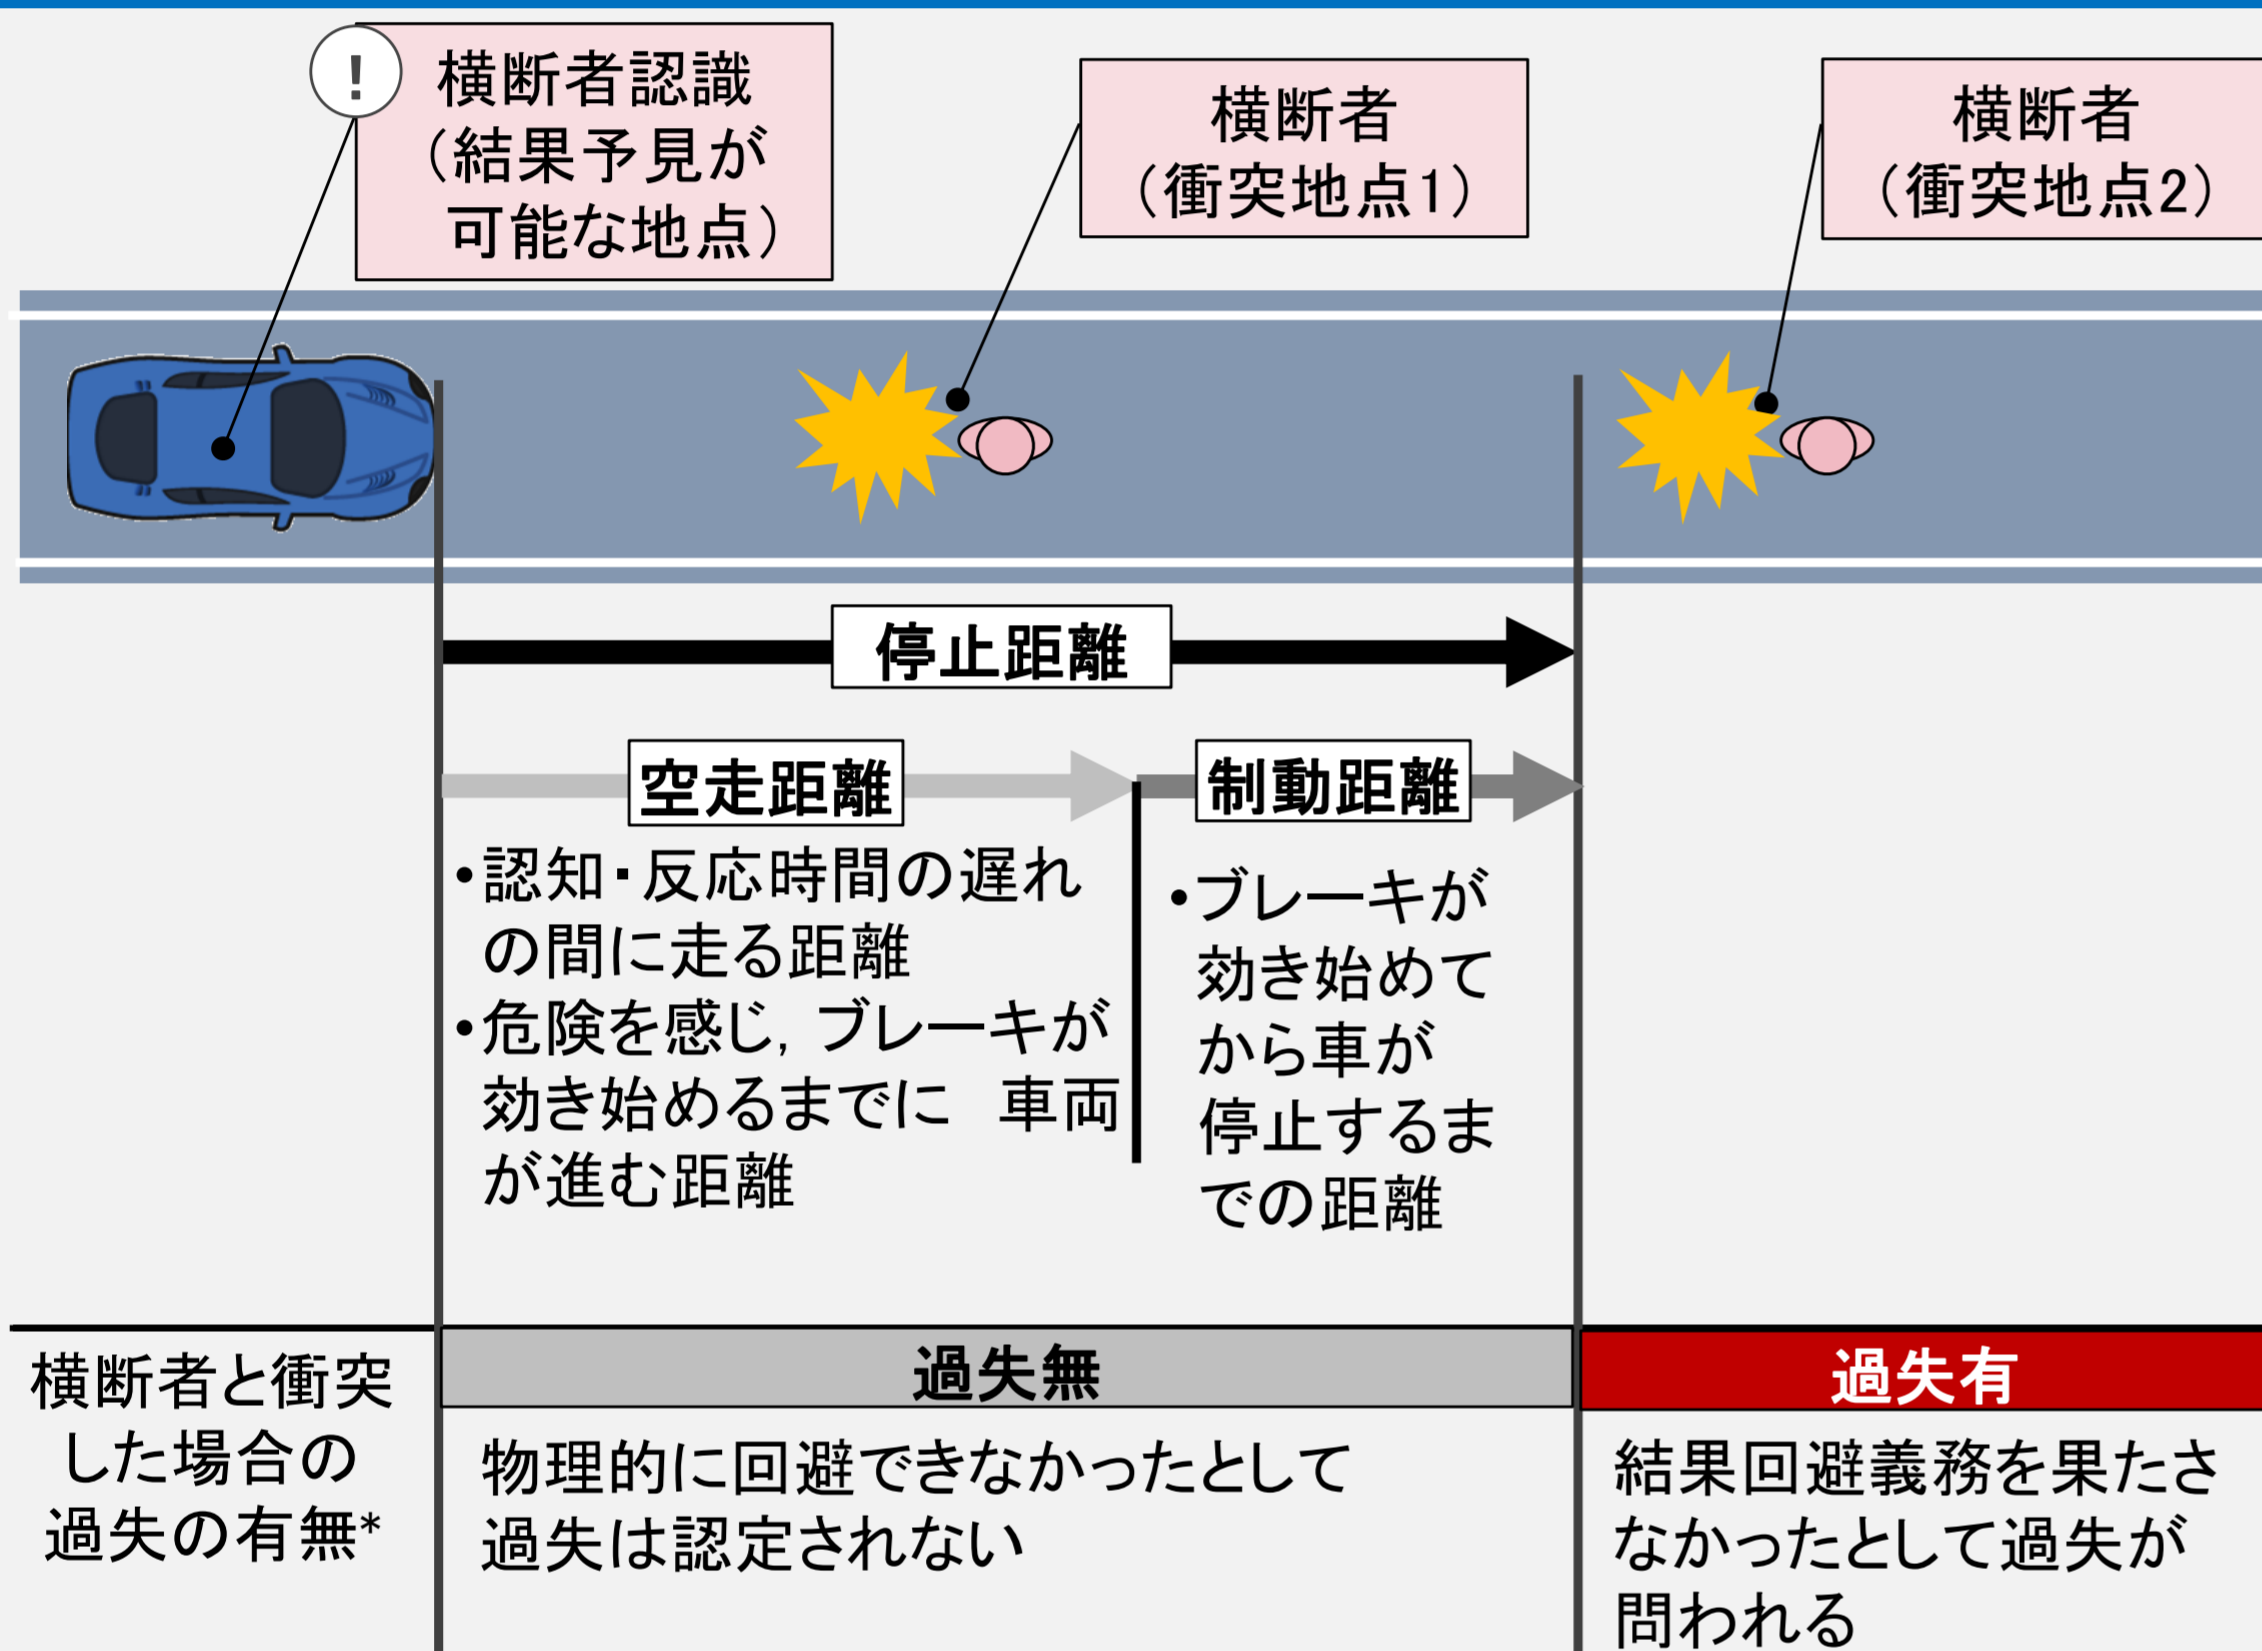 !
横断者認識
（結果予見が
可能な地点）
横断者
（衝突地点1）
横断者
（衝突地点2）
停止距離
空走距離
制動距離
•認知・反応時間の遅れ
の間に走る距離
•危険を感じ，ブレーキが
効き始めるまでに　車両
が進む距離
•ブレーキが
効き始めて
から車が
停止するま
での距離
横断者と衝突
した場合の
過失の有無*
過失無
物理的に回避できなかったとして
過失は認定されない
過失有
結果回避義務を果たさ
なかったとして過失が
問われる